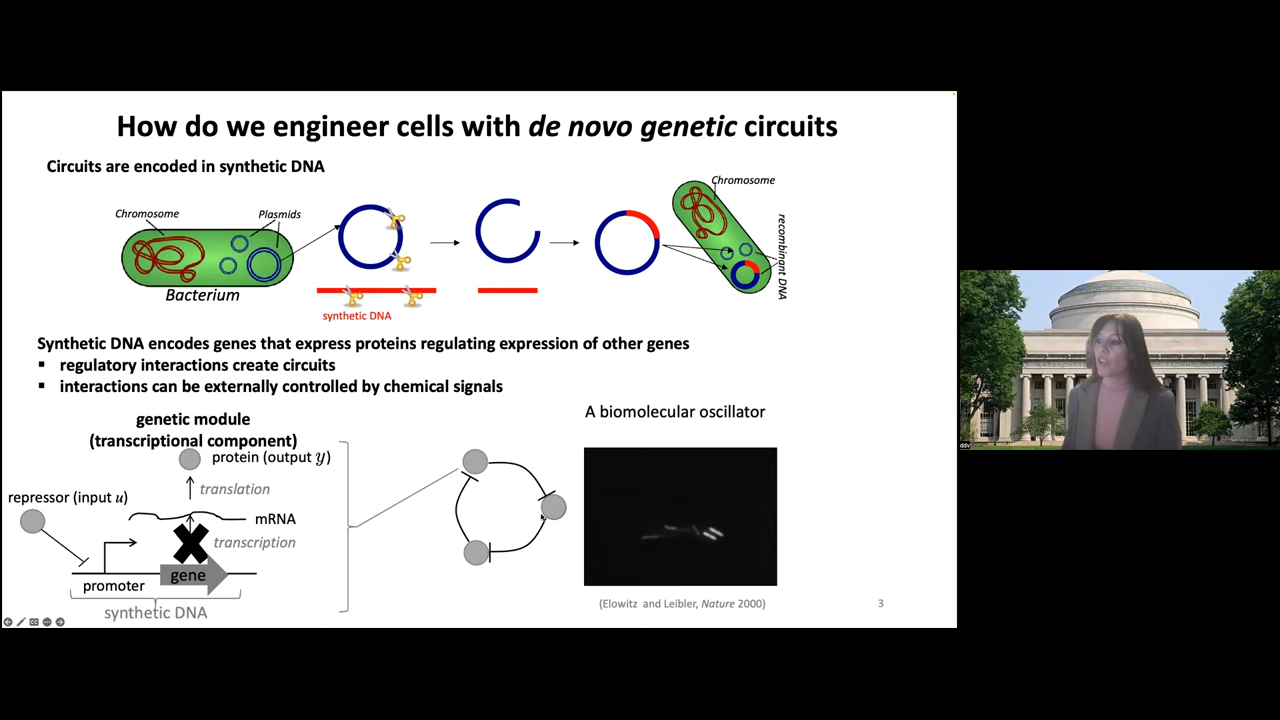 How do we engineer cells with de novo genetic circuits
Circuits are encoded in synthetic DNA
Chromosome
Plasmids
Bacterium
synthetic DNA
Chromosome
recombinant DNA
Synthetic DNA encodes genes that express proteins regulating expression of other genes
▪ regulatory interactions create circuits
▪ interactions can be externally controlled by chemical signals
genetic module
(transcriptional component)
protein (output y)
translation
repressor (input u)
mRNA
transcription
gene
promoter
synthetic DNA
A biomolecular oscillator
(Elowitz and Leibler, Nature 2000)
3